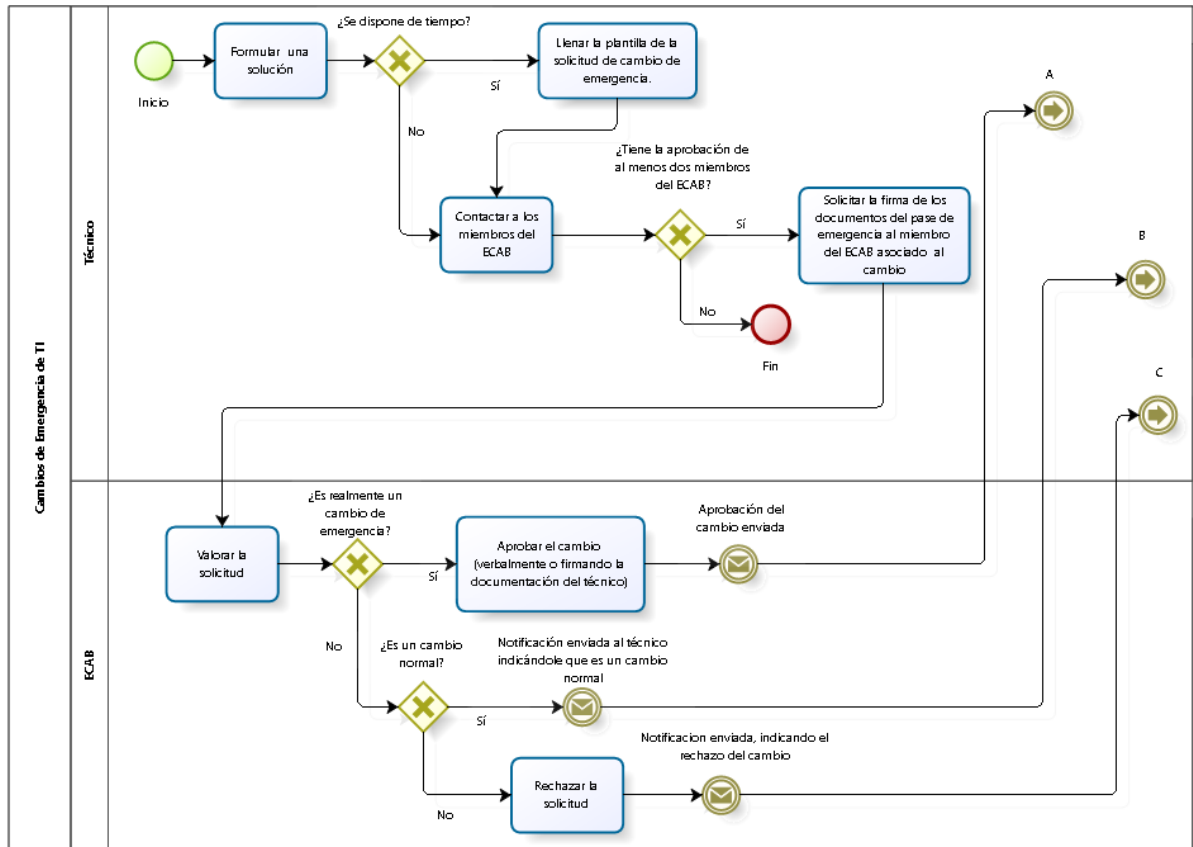 Cambios de Emergencia de TI
Técnico
Inicio
Formular una
solución
¿Se dispone de tiempo?
Sí
No
Llenar la plantilla de la
solicitud de cambio de
emergencia.
Contactar a los
miembros del
ECAB
¿Tiene la aprobación de
al menos dos miembros
del ECAB?
Sí
No
Fin
Solicitar la firma de los
documentos del pase de
emergencia al miembro
del ECAB asociado al
cambio
A
B
C
ECAB
Valorar la
solicitud
¿Es realmente un
cambio de
emergencia?
Sí
No
Aprobar el cambio
(verbalmente o firmando la
documentación del técnico)
Aprobación del
cambio enviada
¿Es un cambio
normal?
Sí
No
Notificación enviada al técnico
indicándole que es un cambio
normal
Rechazar la
solicitud
Notificacion enviada, indicando el
rechazo del cambio